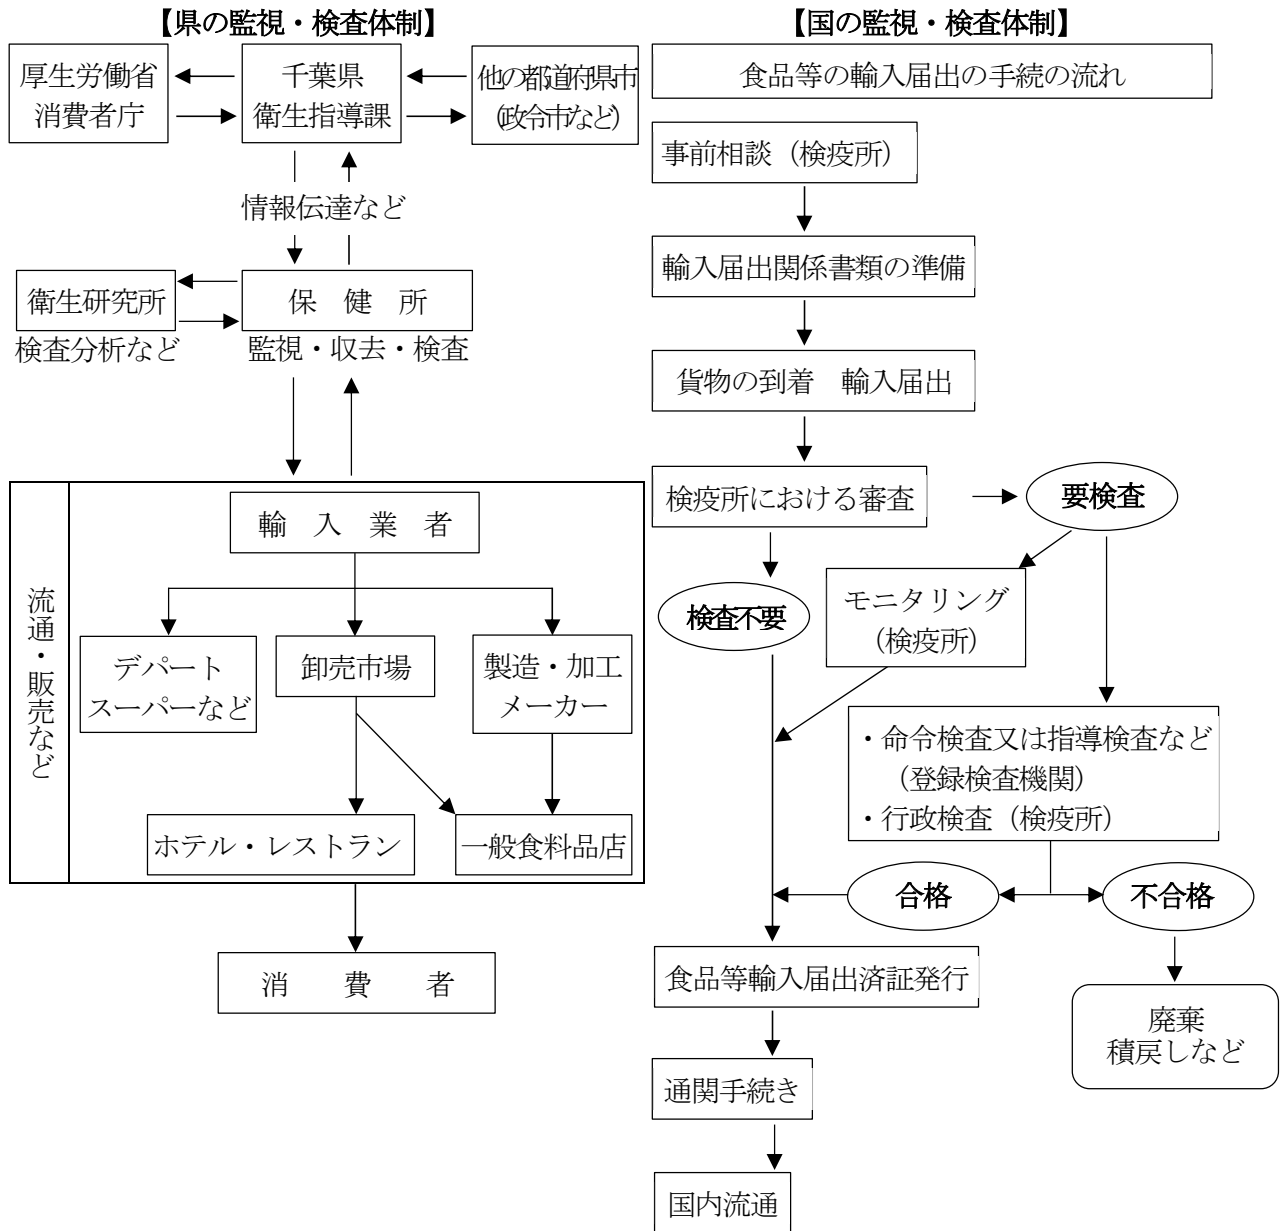 【県の監視・検査体制】
厚生労働省
消費者庁
千葉県
衛生指導課
他の都道府県市
(政令市など)
情報伝達など
衛生研究所
検査分析など
保　健　所
監視・収去・検査
流通・販売など
輸　入　業　者
デパート
スーパーなど
卸売市場
製造・加工
メーカー
ホテル・レストラン
一般食料品店
消　　費　　者
【国の監視・検査体制】
食品等の輸入届出の手続の流れ
事前相談（検疫所）
輸入届出関係書類の準備
貨物の到着　輸入届出
検疫所における審査
要検査
検査不要
モニタリング
（検疫所）
・命令検査又は指導検査など
（登録検査機関）
・行政検査（検疫所）
合格
不合格
食品等輸入届出済証発行
廃棄
積戻しなど
通関手続き
国内流通